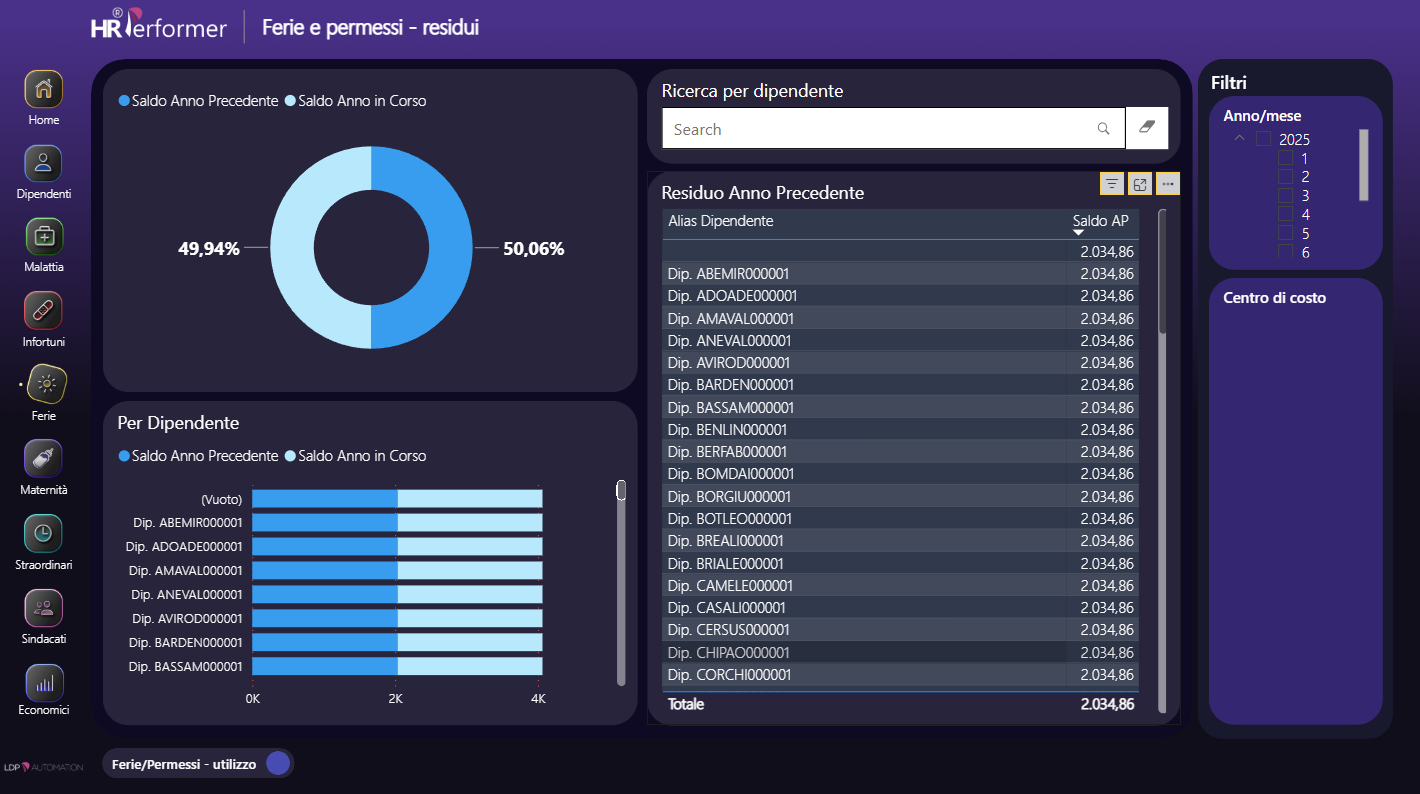 HR®Performer
Ferie e permessi - residui
Home
Dipendenti
Malattia
Infortuni
Ferie
Maternità
Straordinari
Sindacati
Economici
LDP AUTOMATION
Saldo Anno Precedente Saldo Anno in Corso
49,94%
50,06%
Per Dipendente
Saldo Anno Precedente Saldo Anno in Corso
(Vuoto)
Dip. ABEMIR000001
Dip. ADOADE000001
Dip. AMAVAL000001
Dip. ANEVAL000001
Dip. AVIROD000001
Dip. BARDEN000001
Dip. BASSAM000001
0K 2K 4K
Ferie/Permessi - utilizzo
Ricerca per dipendente
Search
Residuo Anno Precedente
Alias Dipendente Saldo AP
2.034,86
Dip. ABEMIR000001 2.034,86
Dip. ADOADE000001 2.034,86
Dip. AMAVAL000001 2.034,86
Dip. ANEVAL000001 2.034,86
Dip. AVIROD000001 2.034,86
Dip. BARDEN000001 2.034,86
Dip. BASSAM000001 2.034,86
Dip. BENLIN000001 2.034,86
Dip. BERFAB000001 2.034,86
Dip. BOMDAI000001 2.034,86
Dip. BORGIU000001 2.034,86
Dip. BOTLEO000001 2.034,86
Dip. BREALI000001 2.034,86
Dip. BRIALE000001 2.034,86
Dip. CAMELE000001 2.034,86
Dip. CASALI000001 2.034,86
Dip. CERSUS000001 2.034,86
Dip. CHIPAO000001 2.034,86
Dip. CORCHI000001 2.034,86
Totale 2.034,86
Filtri
Anno/mese
2025
1
2
3
4
5
6
Centro di costo